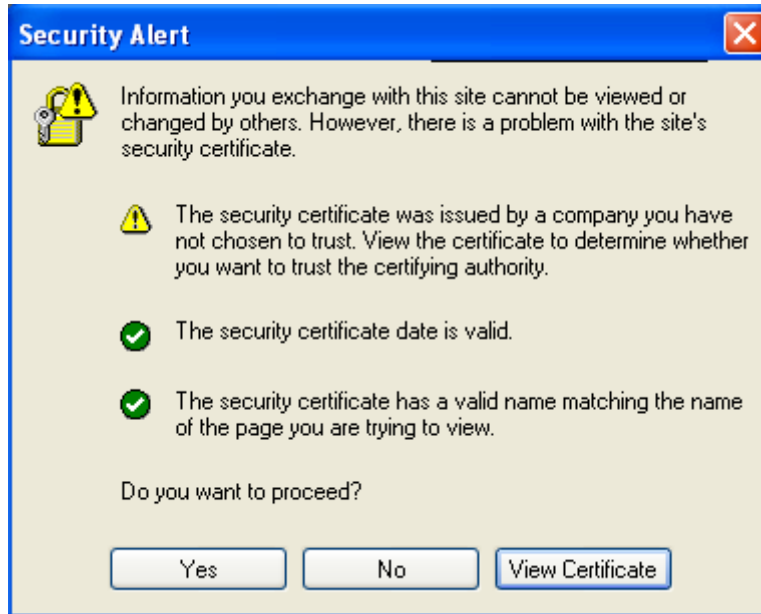 Security Alert
Information you exchange with this site cannot be viewed or
changed by others. However, there is a problem with the site's
security certificate.
The security certificate was issued by a company you have
not chosen to trust. View the certificate to determine whether
you want to trust the certifying authority.
The security certificate date is valid.
The security certificate has a valid name matching the name
of the page you are trying to view.
Do you want to proceed?
Yes No View Certificate